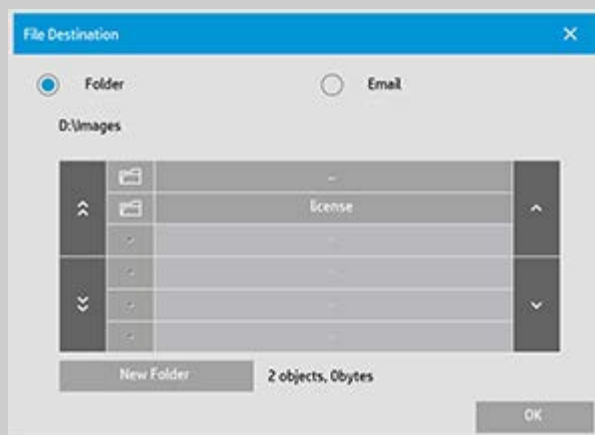 File Destination
Folder
Email
D:\Images
..
license
New Folder
2 objects, 0bytes
OK